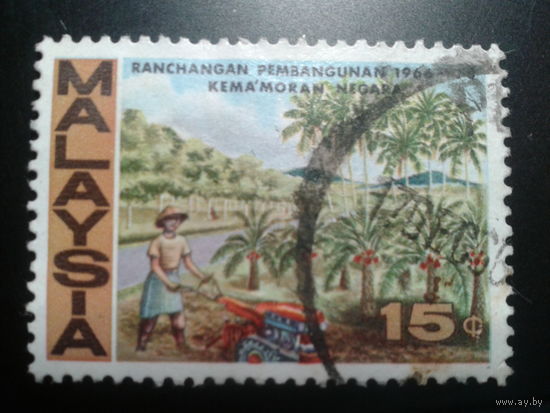 MALAYSIA
RANCHANGAN PEMBANGUNAN 1966
KEMA'MORAN NEGARA
15¢
www.ay.by